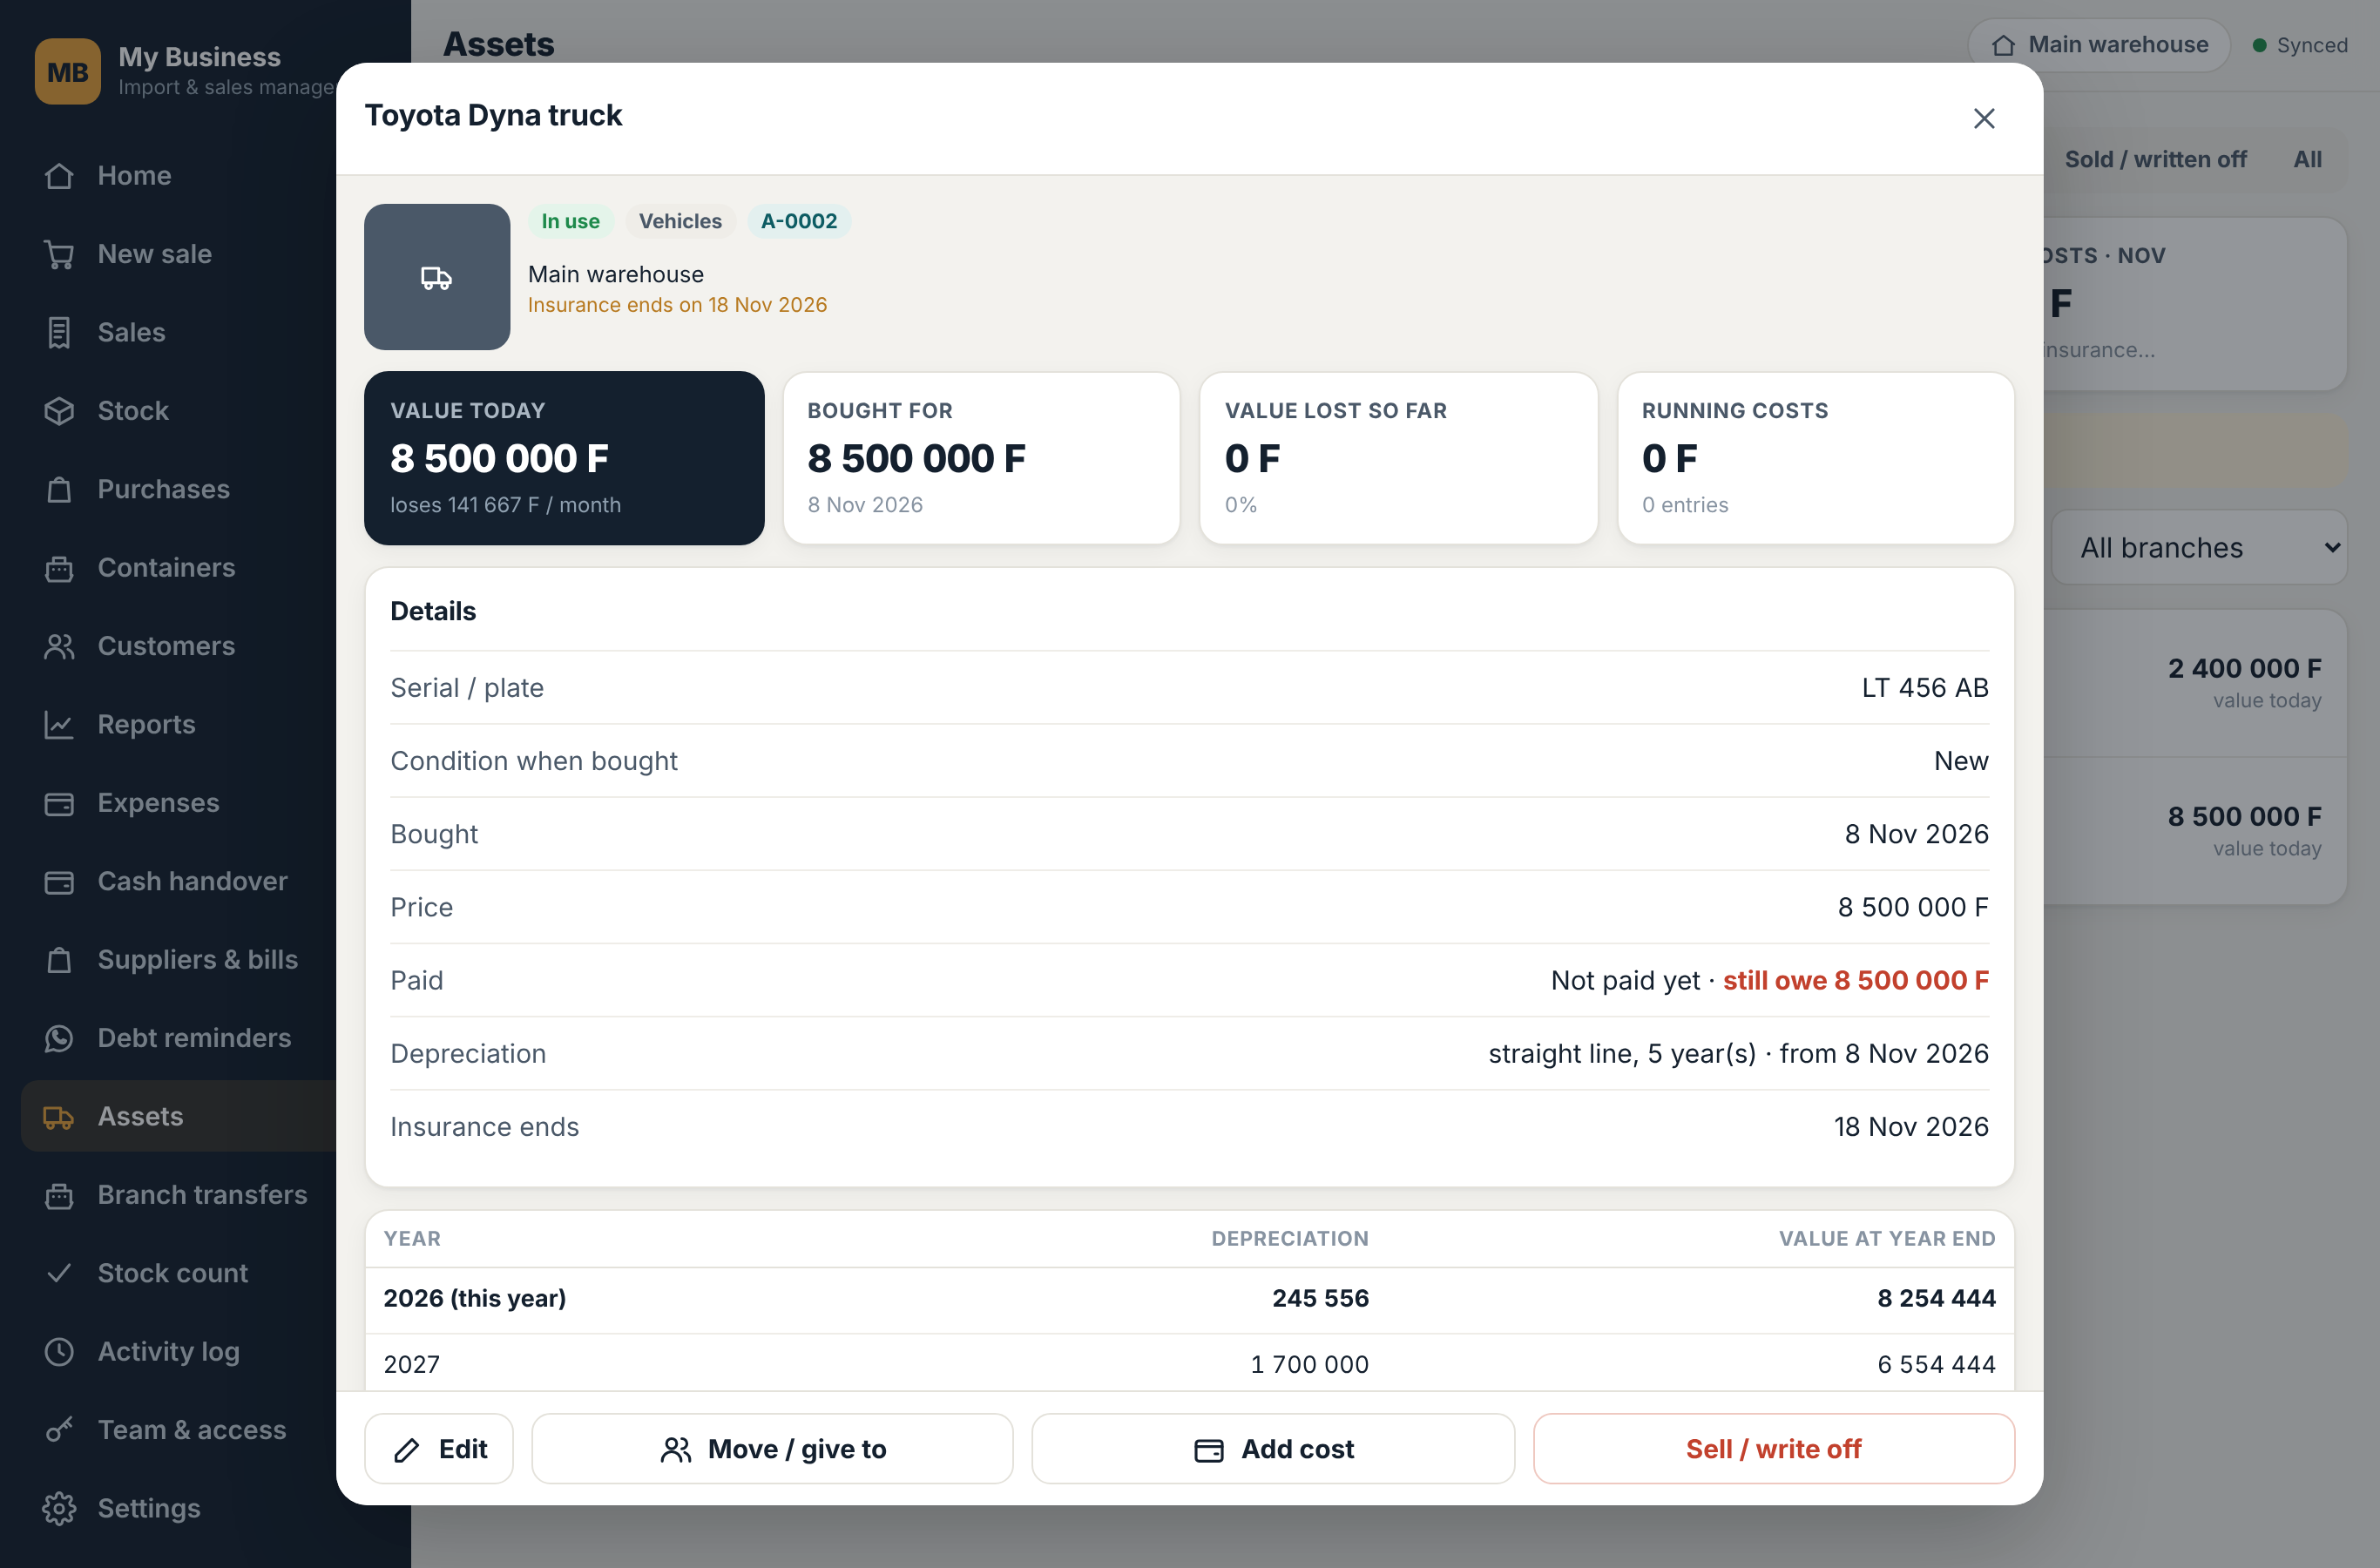 MB
My Business
Import & sales manage
Home
New sale
Sales
Stock
Purchases
Containers
Customers
Reports
Expenses
Cash handover
Suppliers & bills
Debt reminders
Assets
Branch transfers
Stock count
Activity log
Team & access
Settings
Assets
Main warehouse
Synced
Sold / written off
All
OSTS · NOV
F
insurance...
All branches
2 400 000 F
value today
8 500 000 F
value today
Toyota Dyna truck
In use
Vehicles
A-0002
Main warehouse
Insurance ends on 18 Nov 2026
VALUE TODAY
8 500 000 F
loses 141 667 F / month
BOUGHT FOR
8 500 000 F
8 Nov 2026
VALUE LOST SO FAR
0 F
0%
RUNNING COSTS
0 F
0 entries
Details
Serial / plate LT 456 AB
Condition when bought New
Bought 8 Nov 2026
Price 8 500 000 F
Paid Not paid yet · still owe 8 500 000 F
Depreciation straight line, 5 year(s) · from 8 Nov 2026
Insurance ends 18 Nov 2026
YEAR DEPRECIATION VALUE AT YEAR END
2026 (this year) 245 556 8 254 444
2027 1 700 000 6 554 444
Edit
Move / give to
Add cost
Sell / write off